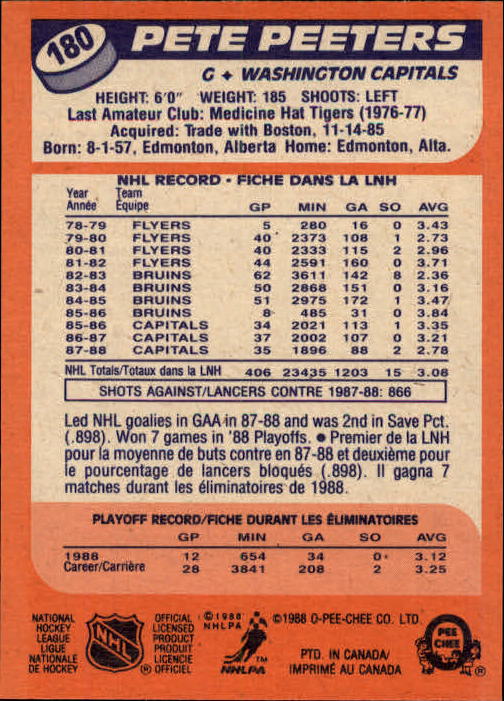 180
PETE PEETERS
G ♦ WASHINGTON CAPITALS
HEIGHT: 6'0" WEIGHT: 185 SHOOTS: LEFT
Last Amateur Club: Medicine Hat Tigers (1976-77)
Acquired: Trade with Boston, 11-14-85
Born: 8-1-57, Edmonton, Alberta Home: Edmonton, Alta.
NHL RECORD • FICHE DANS LA LNH
Year Team
Année Équipe GP MIN GA SO AVG
78-79 FLYERS 5 280 16 0 3.43
79-80 FLYERS 40 2373 108 1 2.73
80-81 FLYERS 40 2333 115 2 2.96
81-82 FLYERS 44 2591 160 0 3.71
82-83 BRUINS 62 3611 142 8 2.36
83-84 BRUINS 50 2868 151 0 3.16
84-85 BRUINS 51 2975 172 1 3.47
85-86 BRUINS 8 485 31 0 3.84
85-86 CAPITALS 34 2021 113 1 3.35
86-87 CAPITALS 37 2002 107 0 3.21
87-88 CAPITALS 35 1896 88 2 2.78
NHL Totals/Totaux dans la LNH 406 23435 1203 15 3.08
SHOTS AGAINST/LANCERS CONTRE 1987-88: 866
Led NHL goalies in GAA in 87-88 and was 2nd in Save Pct.
(.898). Won 7 games in '88 Playoffs. ● Premier de la LNH
pour la moyenne de buts contre en 87-88 et deuxième pour
le pourcentage de lancers bloqués (.898). Il gagna 7
matches durant les éliminatoires de 1988.
PLAYOFF RECORD/FICHE DURANT LES ÉLIMINATOIRES
GP MIN GA SO AVG
1988 12 654 34 0 3.12
Career/Carrière 28 3841 208 2 3.25
NATIONAL
HOCKEY
LEAGUE
LIGUE
NATIONALE
DE HOCKEY
NHL
®
OFFICIAL
LICENSED
PRODUCT
PRODUIT
LICENCIE
OFFICIEL
©1988
NHLPA
™
NHLPA
©1988 O-PEE-CHEE CO. LTD.
PTD. IN CANADA/
IMPRIMÉ AU CANADA
O
PEE
CHEE
®